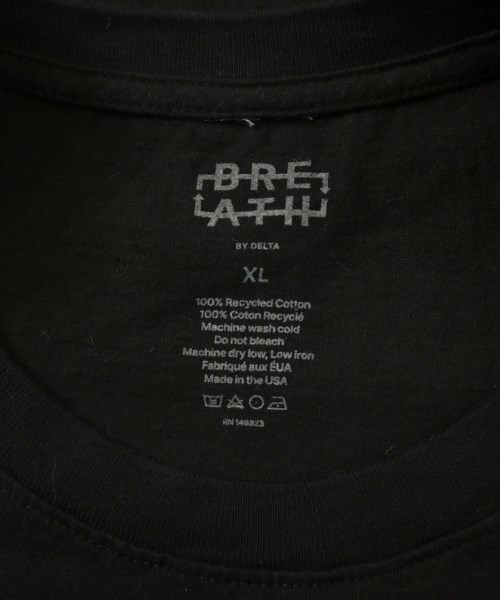 BRE
ATH
BY DELTA
XL
100% Recycled Cotton
100% Coton Recyclé
Machine wash cold
Do not bleach
Machine dry low, Low iron
Fabriqué aux ÉUA
Made in the USA
RN 146923